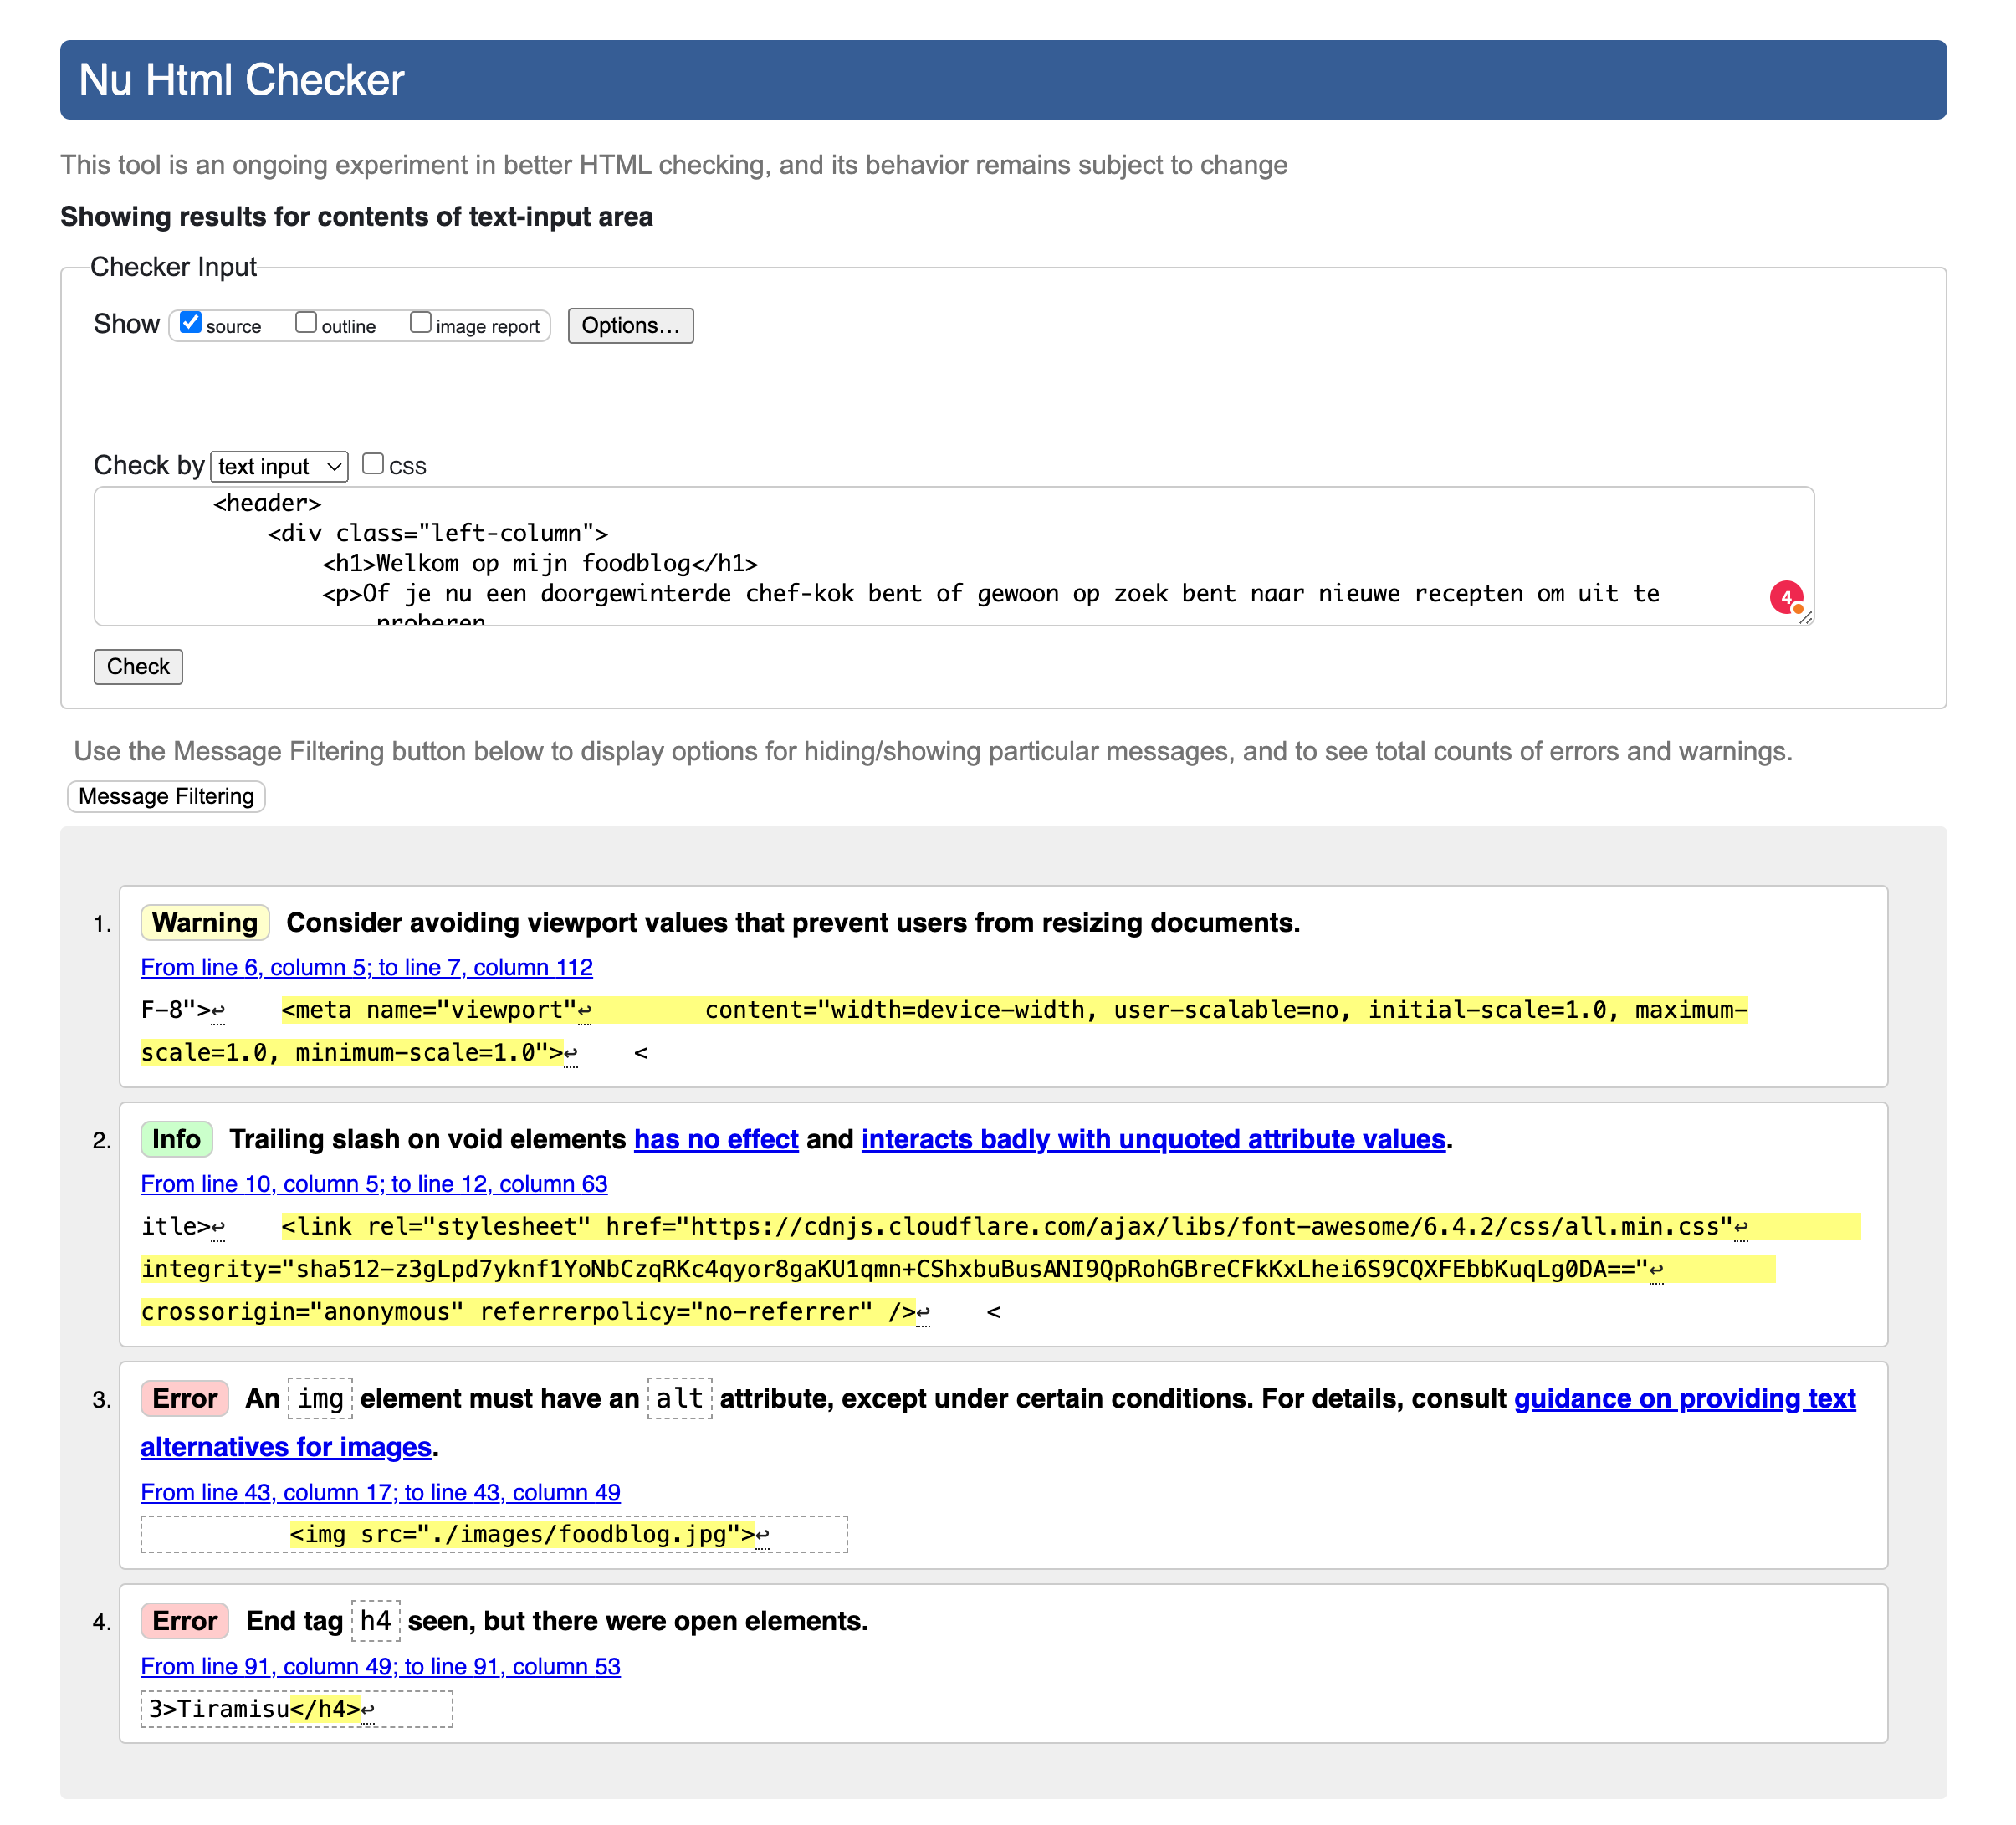 Nu Html Checker
This tool is an ongoing experiment in better HTML checking, and its behavior remains subject to change
Showing results for contents of text-input area
Checker Input
Show source outline image report Options...
Check by text input CSS
<header>
<div class="left-column">
<h1>Welkom op mijn foodblog</h1>
<p>Of je nu een doorgewinterde chef-kok bent of gewoon op zoek bent naar nieuwe recepten om uit te
proberen
4
Check
Use the Message Filtering button below to display options for hiding/showing particular messages, and to see total counts of errors and warnings.
Message Filtering
1. Warning Consider avoiding viewport values that prevent users from resizing documents.
From line 6, column 5; to line 7, column 112
F-8">↩ <meta name="viewport"↩ content="width=device-width, user-scalable=no, initial-scale=1.0, maximum-
scale=1.0, minimum-scale=1.0">↩ <
2. Info Trailing slash on void elements has no effect and interacts badly with unquoted attribute values.
From line 10, column 5; to line 12, column 63
itle>↩ <link rel="stylesheet" href="https://cdnjs.cloudflare.com/ajax/libs/font-awesome/6.4.2/css/all.min.css"↩
integrity="sha512-z3gLpd7yknf1YoNbCzqRKc4qyor8gaKU1qmn+CShxbuBusANI9QpRohGBreCFkKxLhei6S9CQXFEbbKuqLg0DA=="↩
crossorigin="anonymous" referrerpolicy="no-referrer" />↩ <
3. Error An img element must have an alt attribute, except under certain conditions. For details, consult guidance on providing text
alternatives for images.
From line 43, column 17; to line 43, column 49
<img src="./images/foodblog.jpg">↩
4. Error End tag h4 seen, but there were open elements.
From line 91, column 49; to line 91, column 53
3>Tiramisu</h4>↩